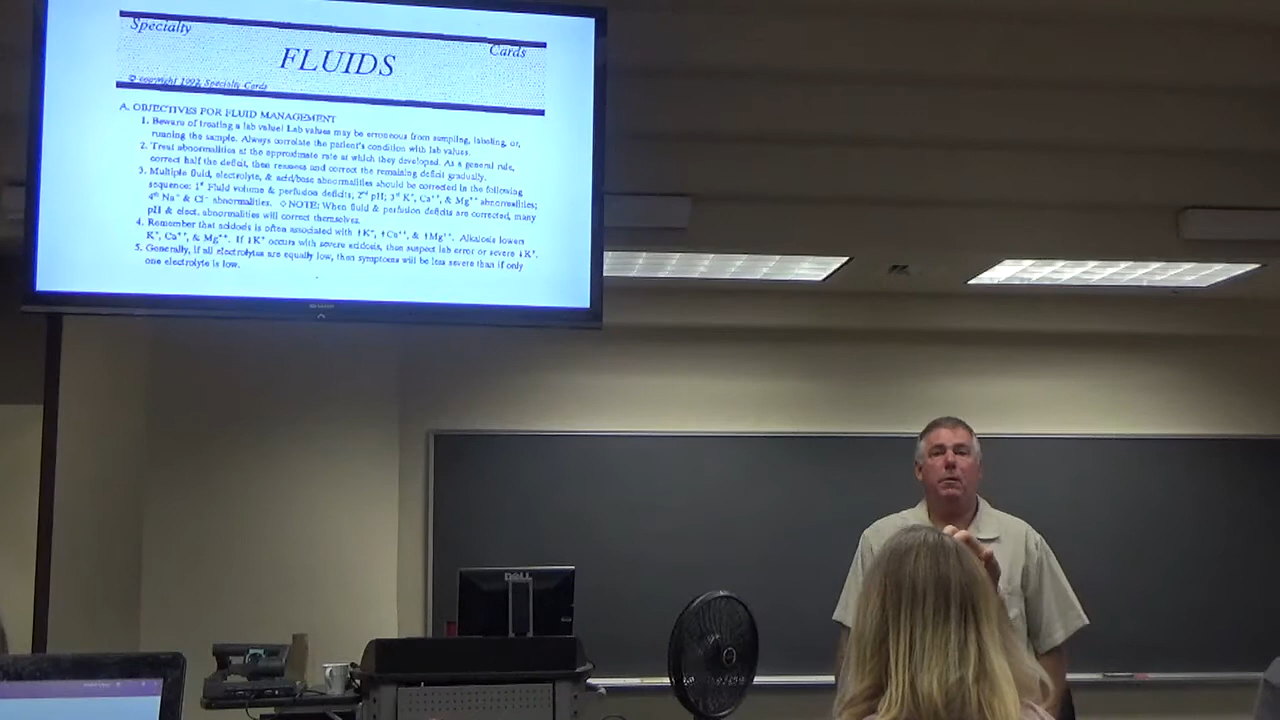 Specialty
Cards
FLUIDS
© copyright 1992, Specialty Cards
A. OBJECTIVES FOR FLUID MANAGEMENT
1. Beware of treating a lab value! Lab values may be erroneous from sampling, labeling, or,
running the sample. Always correlate the patient's condition with lab values.
2. Treat abnormalities at the approximate rate at which they developed. As a general rule,
correct half the deficit, then reassess and correct the remaining deficit gradually.
3. Multiple fluid, electrolyte, & acid/base abnormalities should be corrected in the following
sequence: 1st Fluid volume & perfusion deficits; 2nd pH; 3rd K+, Ca++, & Mg++ abnormalities;
4th Na+ & Cl- abnormalities. ◇NOTE: When fluid & perfusion deficits are corrected, many
pH & elect. abnormalities will correct themselves.
4. Remember that acidosis is often associated with ↑K+, ↑Ca++, & ↑Mg++. Alkalosis lowers
K+, Ca++, & Mg++. If ↓K+ occurs with severe acidosis, then suspect lab error or severe ↓K+.
5. Generally, if all electrolytes are equally low, then symptoms will be less severe than if only
one electrolyte is low.
SHARP
DELL